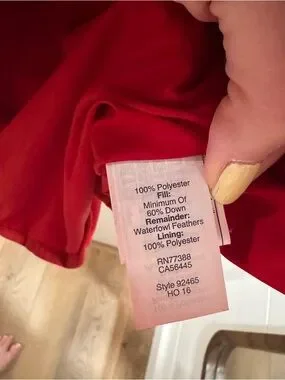 100% Polyester
Fill:
Minimum Of
60% Down
Remainder:
Waterfowl Feathers
Lining:
100% Polyester
RN77388
CA56445
Style 92465
HO 16